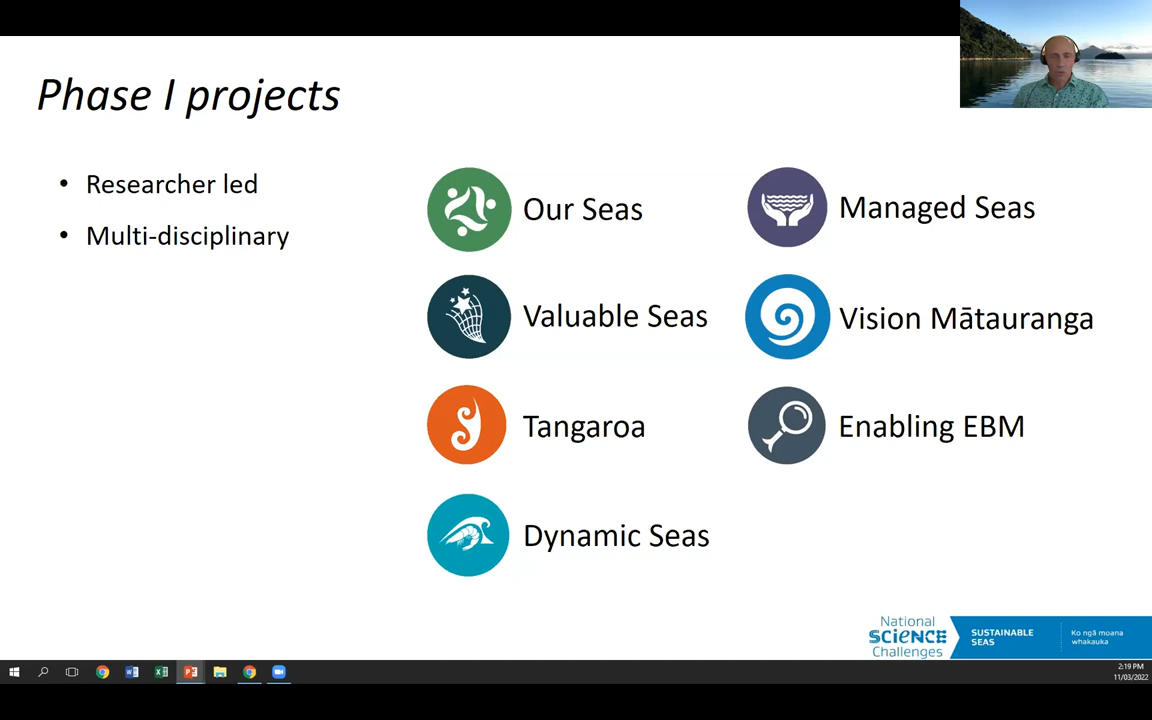 Phase I projects
• Researcher led
• Multi-disciplinary
Our Seas
Managed Seas
Valuable Seas
Vision Mātauranga
Tangaroa
Enabling EBM
Dynamic Seas
National
SCIENCE
Challenges
SUSTAINABLE
SEAS
Ko ngā moana
whakauka
2:19 PM
11/03/2022